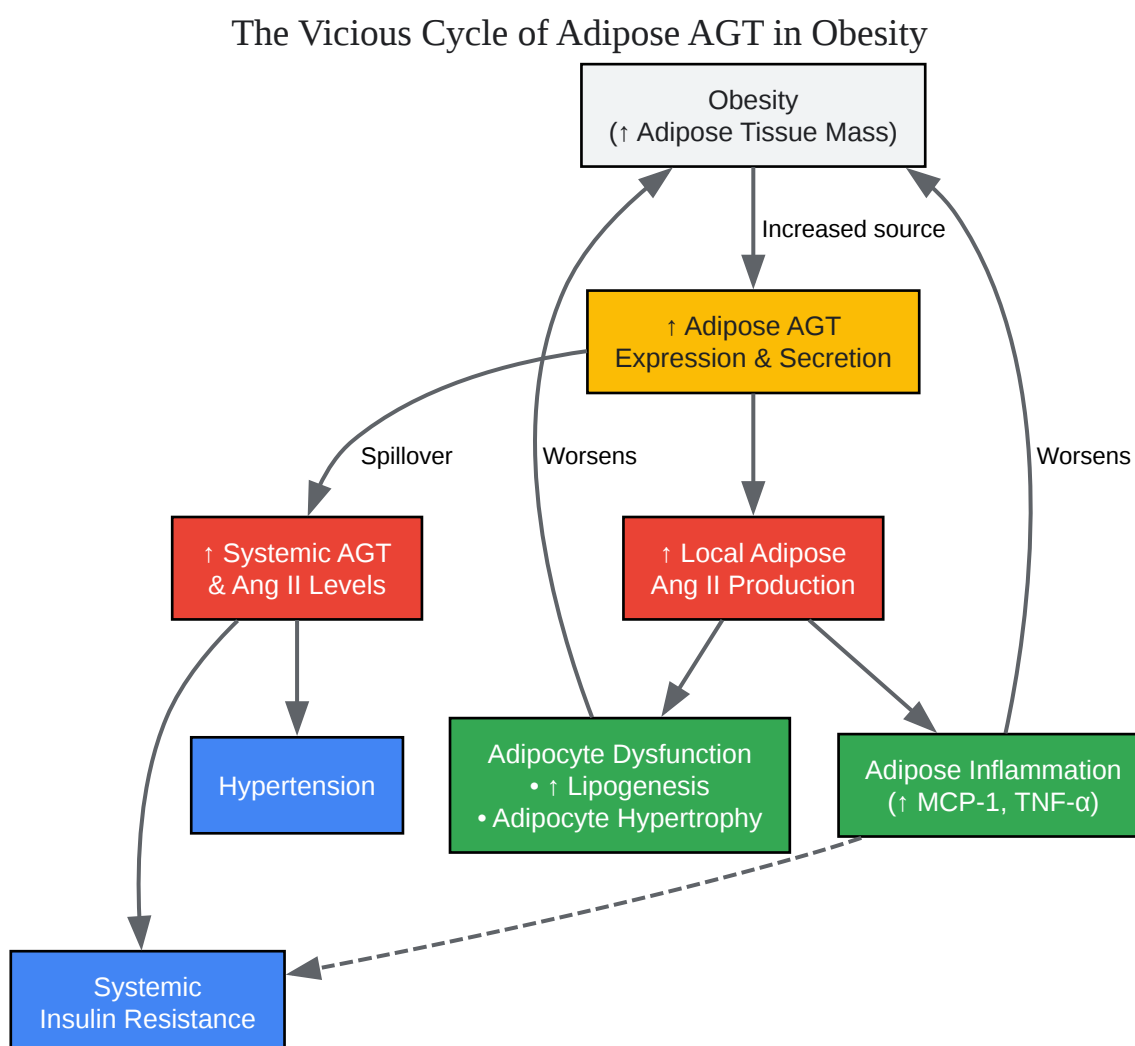 The Vicious Cycle of Adipose AGT in Obesity
Obesity
(↑ Adipose Tissue Mass)
Increased source
↑ Adipose AGT
Expression & Secretion
Spillover
Worsens
Worsens
↑ Systemic AGT
& Ang II Levels
↑ Local Adipose
Ang II Production
Hypertension
Adipocyte Dysfunction
• ↑ Lipogenesis
• Adipocyte Hypertrophy
Adipose Inflammation
(↑ MCP-1, TNF-α)
Systemic
Insulin Resistance